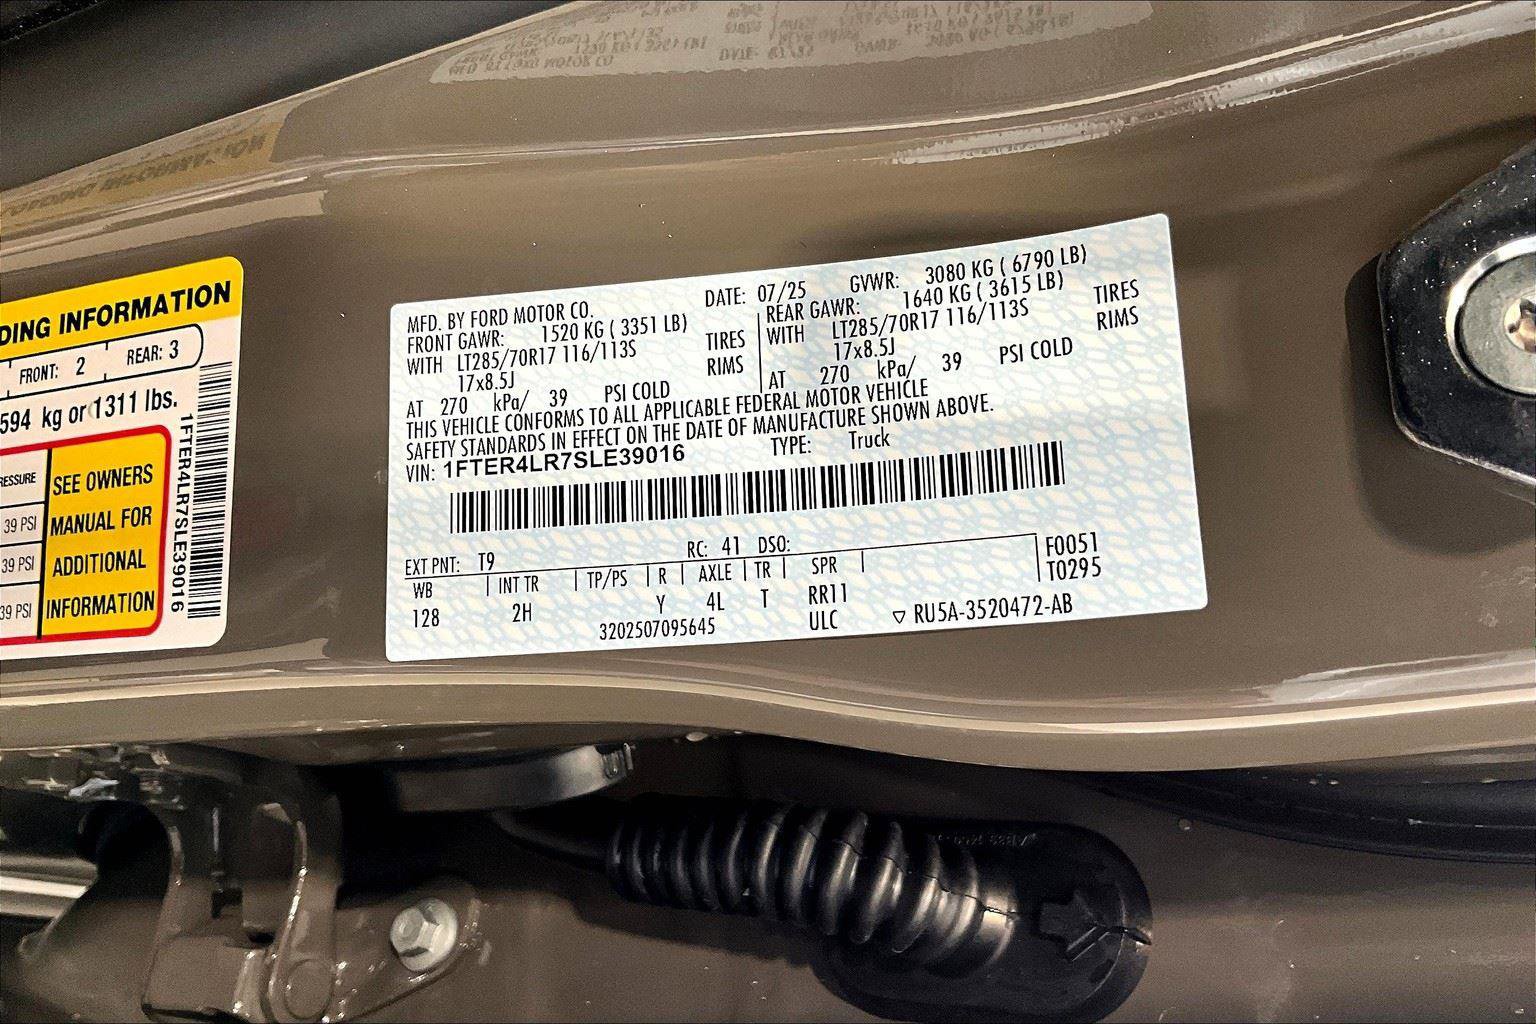 DING INFORMATION
FRONT: 2 REAR: 3
594 kg or 1311 lbs.
RESSURE
39 PSI
39 PSI
39 PSI
SEE OWNERS
MANUAL FOR
ADDITIONAL
INFORMATION
1FTER4LR7SLE39016
MFD. BY FORD MOTOR CO. DATE: 07/25 GVWR: 3080 KG ( 6790 LB)
FRONT GAWR: 1520 KG ( 3351 LB) REAR GAWR: 1640 KG ( 3615 LB)
WITH LT285/70R17 116/113S TIRES WITH LT285/70R17 116/113S TIRES
17x8.5J RIMS 17x8.5J RIMS
AT 270 kPa/ 39 PSI COLD AT 270 kPa/ 39 PSI COLD
THIS VEHICLE CONFORMS TO ALL APPLICABLE FEDERAL MOTOR VEHICLE
SAFETY STANDARDS IN EFFECT ON THE DATE OF MANUFACTURE SHOWN ABOVE.
VIN: 1FTER4LR7SLE39016 TYPE: Truck
EXT PNT: T9 RC: 41 DSO: F0051
WB INT TR TP/PS R AXLE TR SPR T0295
128 2H Y 4L T RR11
3202507095645 ULC ▽ RU5A-3520472-AB